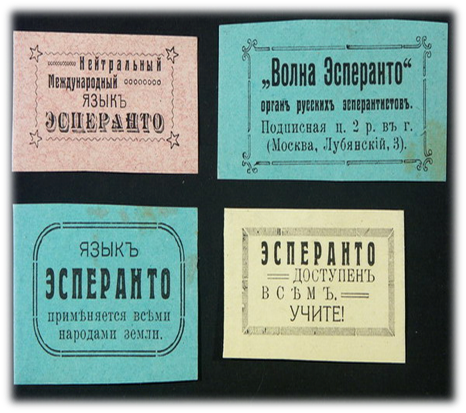 Нейтральный
Международный
ЯЗЫКЪ
ЭСПЕРАНТО
„Волна Эсперанто“
органъ русскихъ эсперантистовъ.
Подписная ц. 2 р. въ г.
(Москва, Лубянскій, 3).
ЯЗЫКЪ
ЭСПЕРАНТО
примѣняется всѣми
народами земли.
ЭСПЕРАНТО
ДОСТУПЕНЪ
ВСѢМЪ.
УЧИТЕ!